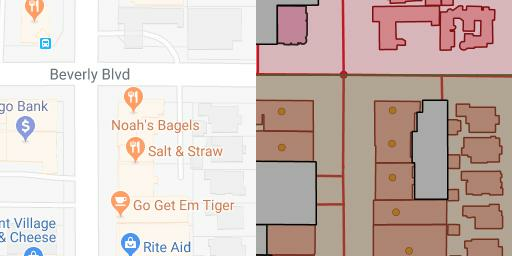 Beverly Blvd
go Bank
Noah's Bagels
Salt & Straw
Go Get Em Tiger
nt Village
& Cheese
Rite Aid